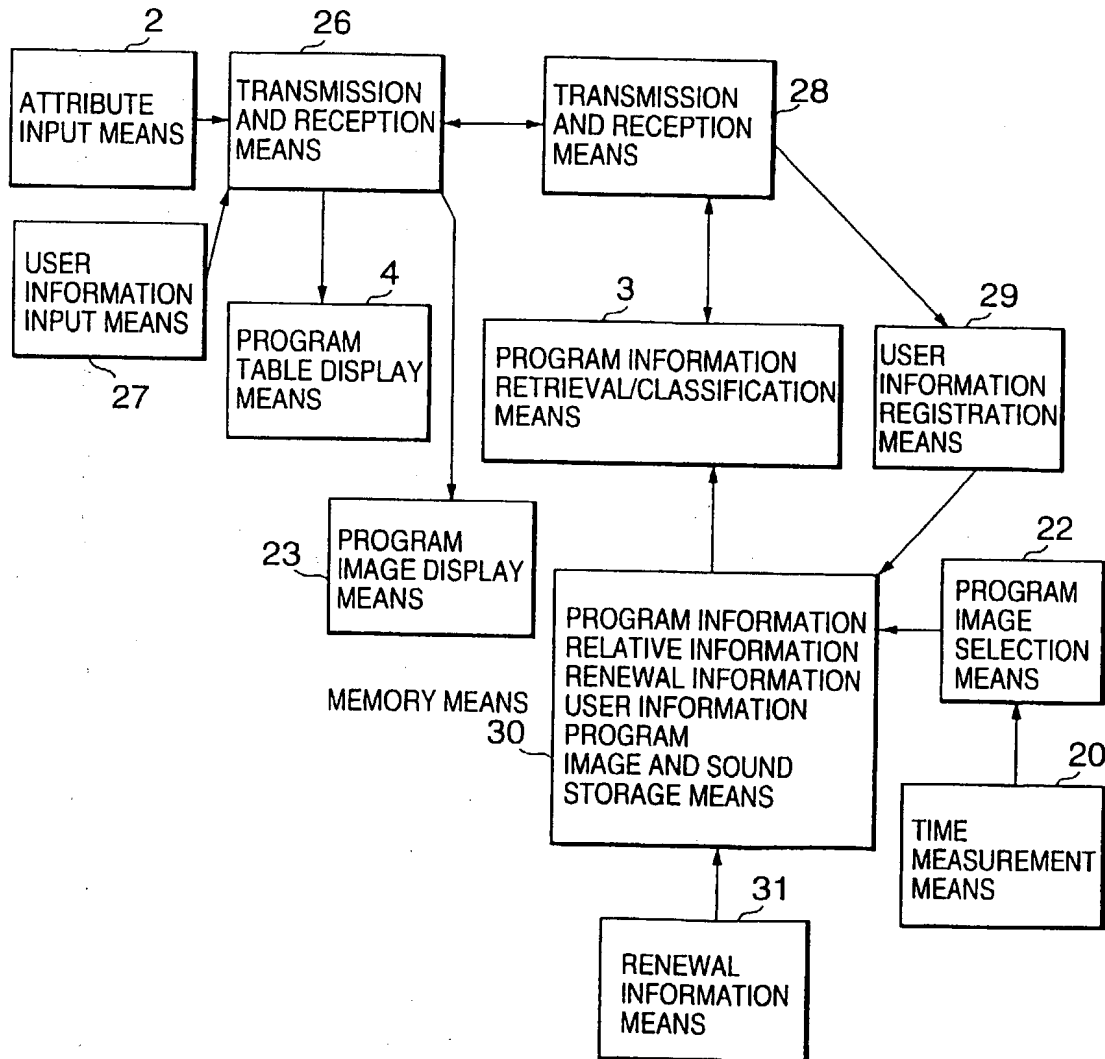 2
ATTRIBUTE
INPUT MEANS
26
TRANSMISSION
AND RECEPTION
MEANS
TRANSMISSION
AND RECEPTION
MEANS
28
USER
INFORMATION
INPUT MEANS
27
4
PROGRAM
TABLE DISPLAY
MEANS
3
PROGRAM INFORMATION
RETRIEVAL/CLASSIFICATION
MEANS
29
USER
INFORMATION
REGISTRATION
MEANS
23
PROGRAM
IMAGE DISPLAY
MEANS
MEMORY MEANS
30
PROGRAM INFORMATION
RELATIVE INFORMATION
RENEWAL INFORMATION
USER INFORMATION
PROGRAM
IMAGE AND SOUND
STORAGE MEANS
22
PROGRAM
IMAGE
SELECTION
MEANS
20
TIME
MEASUREMENT
MEANS
31
RENEWAL
INFORMATION
MEANS